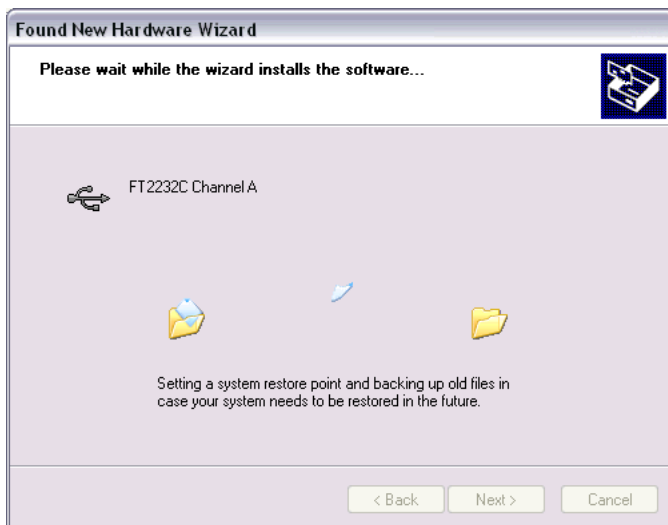 Found New Hardware Wizard
Please wait while the wizard installs the software...
FT2232C Channel A
Setting a system restore point and backing up old files in
case your system needs to be restored in the future.
< Back
Next >
Cancel